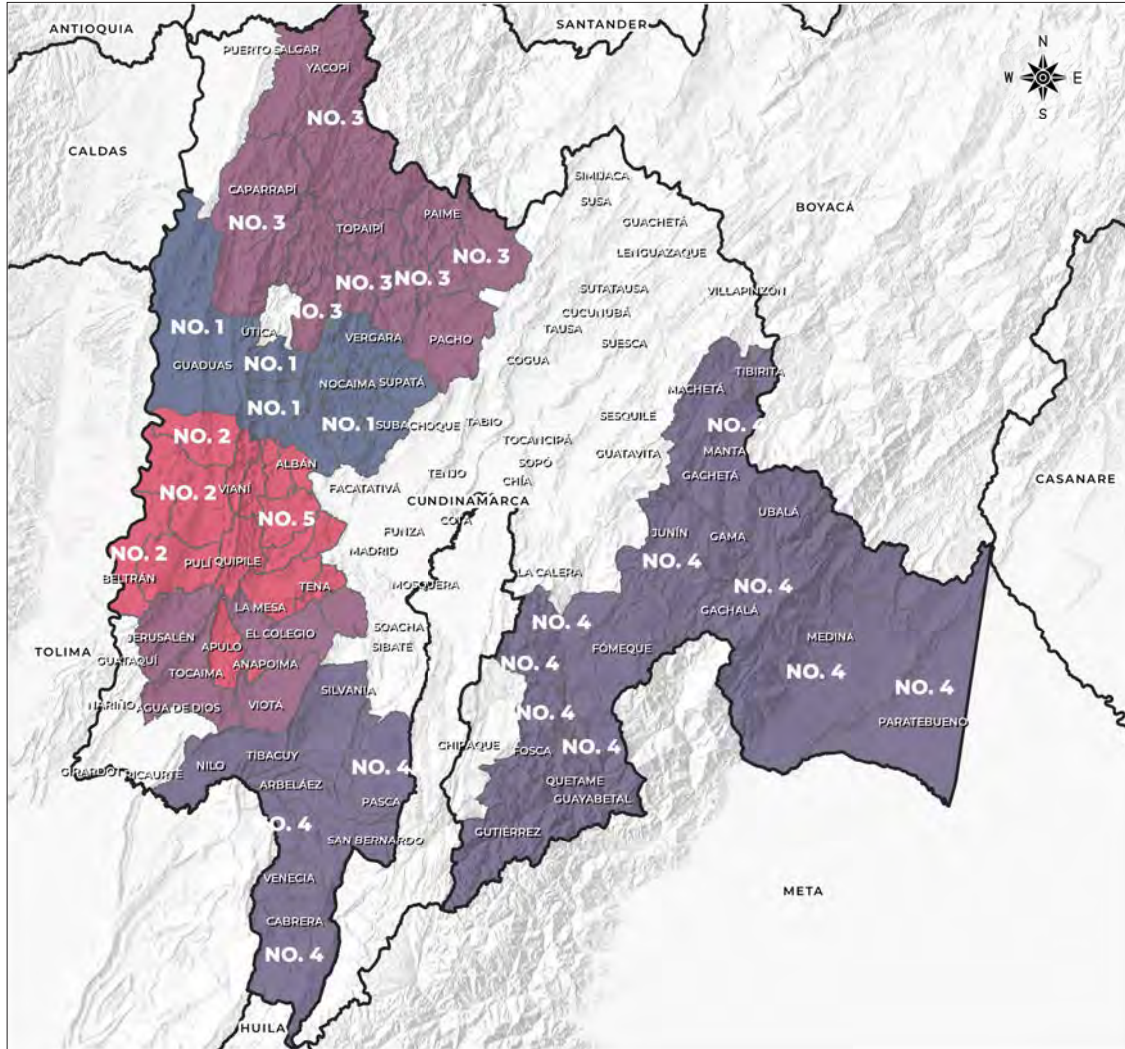 ANTIOQUIA
SANTANDER
PUERTO SALGAR
YACOPÍ
N
W E
S
NO. 3
CALDAS
SIMIJACA
CAPARRAPÍ
SUSA
BOYACÁ
PAIME
NO. 3
TOPAIPÍ
GUACHETÁ
NO. 3
LENGUAZAQUE
NO. 3
NO. 3
SUTATAUSA
VILLAPINZÓN
NO. 3
CUCUNUBÁ
NO. 1
ÚTICA
VERGARA
PACHO
TAUSA
SUESCA
GUADUAS
NO. 1
COGUA
TIBIRITA
NOCAIMA
SUPATÁ
MACHETÁ
NO. 1
NO. 1
SUBACHOQUE
TABIO
SESQUILÉ
NO. 4
NO. 2
TOCANCIPÁ
MANTA
ALBÁN
TENJO
SOPÓ
GUATAVITA
GACHETÁ
CASANARE
NO. 2
VIANÍ
FACATATIVÁ
CHÍA
CUNDINAMARCA
UBALÁ
NO. 5
COTA
FUNZA
JUNÍN
GAMA
NO. 2
MADRID
PULÍ
QUIPILE
NO. 4
BELTRÁN
TENA
MOSQUERA
LA CALERA
NO. 4
LA MESA
GACHALÁ
JERUSALÉN
EL COLEGIO
SOACHA
NO. 4
MEDINA
TOLIMA
GUATAQUÍ
APULO
SIBATÉ
FÓMEQUE
TOCAIMA
ANAPOIMA
NO. 4
NO. 4
SILVANIA
NO. 4
NARIÑO
AGUA DE DIOS
VIOTÁ
NO. 4
PARATEBUENO
CHIPAQUE
FOSCA
NO. 4
TIBACUY
GIRARDOT
RICAURTE
NILO
NO. 4
ARBELÁEZ
QUETAME
PASCA
GUAYABETAL
O. 4
SAN BERNARDO
GUTIÉRREZ
VENECIA
META
CABRERA
NO. 4
HUILA